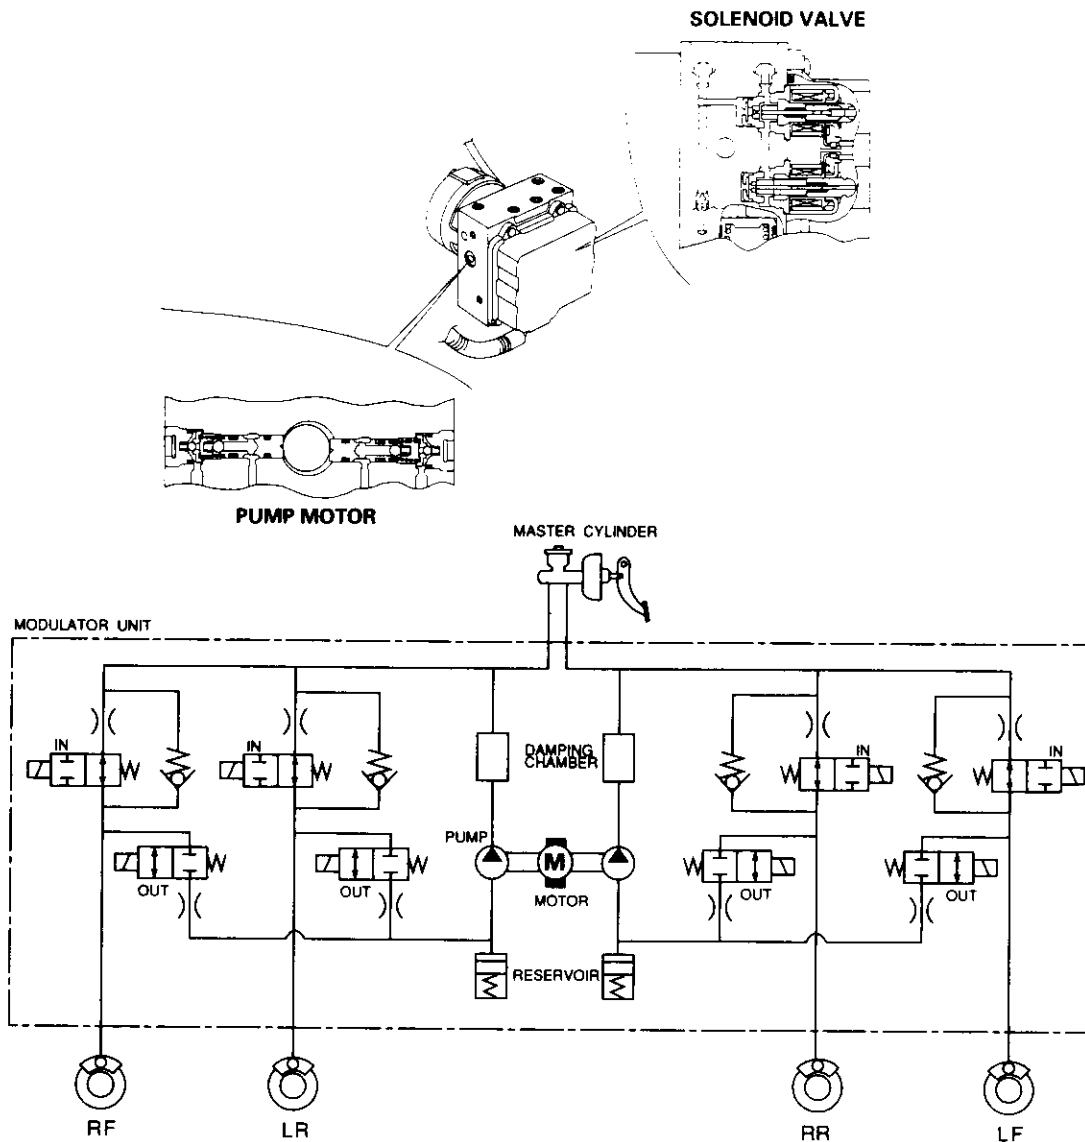 SOLENOID VALVE
PUMP MOTOR
MASTER CYLINDER
MODULATOR UNIT
IN
IN
IN
IN
DAMPING
CHAMBER
PUMP
M
MOTOR
OUT
OUT
OUT
OUT
RESERVOIR
RF
LR
RR
LF